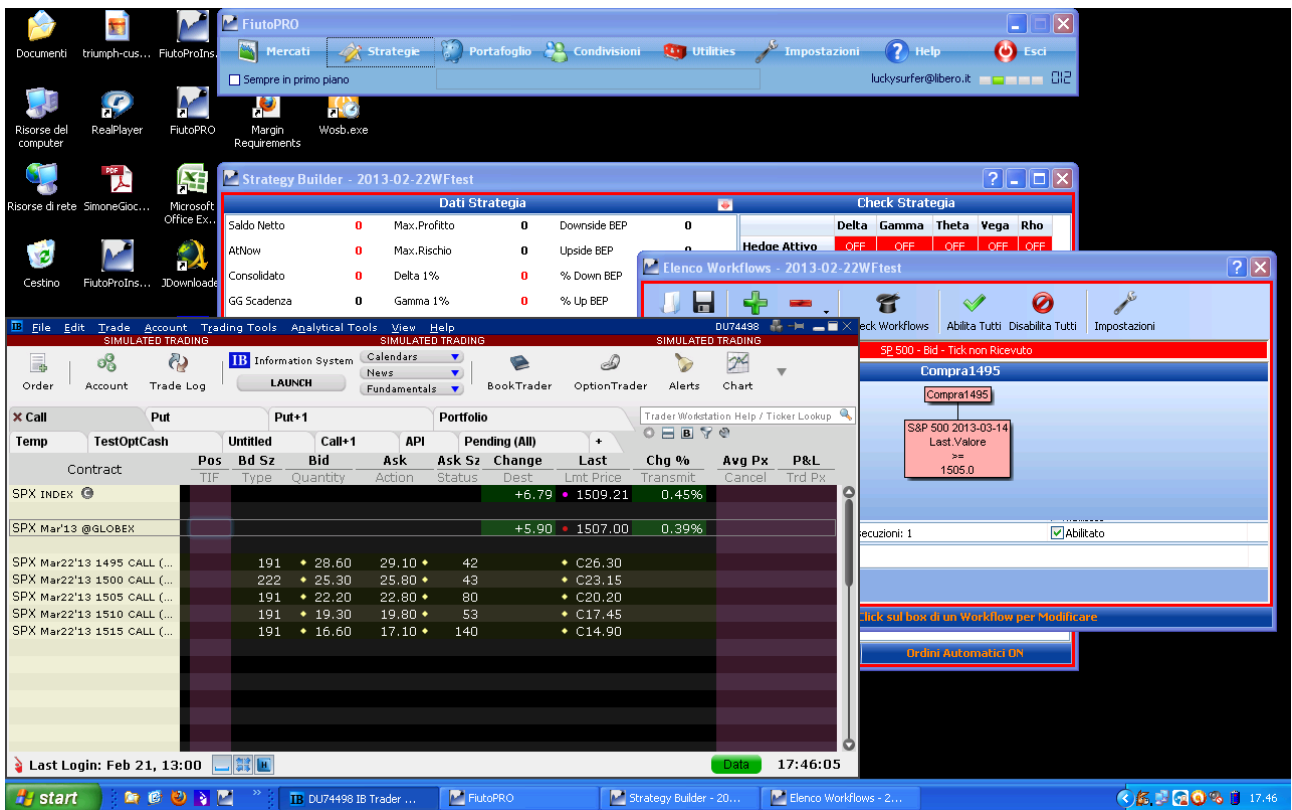 Documenti
triumph-cus...
FiutoProIns.
Risorse del computer
RealPlayer
FiutoPRO
Margin Requirements
Wosb.exe
Risorse di rete
SimoneGioc...
Microsoft Office Ex..
Cestino
FiutoProIns...
JDownloade
FiutoPRO
Mercati Strategie Portafoglio Condivisioni Utilities Impostazioni Help Esci
Sempre in primo piano
luckysurfer@libero.it 012
Strategy Builder - 2013-02-22WFtest
Dati Strategia
Check Strategia
Saldo Netto 0 Max.Profitto 0 Downside BEP 0
AtNow 0 Max.Rischio 0 Upside BEP 0
Consolidato 0 Delta 1% 0 % Down BEP
GG Scadenza 0 Gamma 1% 0 % Up BEP
Delta Gamma Theta Vega Rho
Hedge Attivo OFF OFF OFF OFF OFF
Elenco Workflows - 2013-02-22WFtest
eck Workflows Abilita Tutti Disabilita Tutti Impostazioni
SP 500 - Bid - Tick non Ricevuto
Compra1495
Compra1495
S&P 500 2013-03-14
Last.Valore
>=
1505.0
ecuzioni: 1
Abilitato
Click sul box di un Workflow per Modificare
Ordini Automatici ON
IB File Edit Trade Account Trading Tools Analytical Tools View Help DU74498
SIMULATED TRADING SIMULATED TRADING SIMULATED TRADING
Order Account Trade Log
IB Information System
LAUNCH
Calendars
News
Fundamentals
BookTrader OptionTrader Alerts Chart
X Call Put Put+1 Portfolio
Trader Workstation Help / Ticker Lookup
Temp TestOptCash Untitled Call+1 API Pending (All) +
B
Contract Pos Bd Sz Bid Ask Ask Sz Change Last Chg % Avg Px P&L
TIF Type Quantity Action Status Dest Lmt Price Transmit Cancel Trd Px
SPX INDEX C +6.79 1509.21 0.45%
SPX Mar'13 @GLOBEX +5.90 1507.00 0.39%
SPX Mar22'13 1495 CALL (... 191 28.60 29.10 42 C26.30
SPX Mar22'13 1500 CALL (... 222 25.30 25.80 43 C23.15
SPX Mar22'13 1505 CALL (... 191 22.20 22.80 80 C20.20
SPX Mar22'13 1510 CALL (... 191 19.30 19.80 53 C17.45
SPX Mar22'13 1515 CALL (... 191 16.60 17.10 140 C14.90
Last Login: Feb 21, 13:00
Data 17:46:05
start
IB DU74498 IB Trader ...
FiutoPRO
Strategy Builder - 20...
Elenco Workflows - 2...
17.46